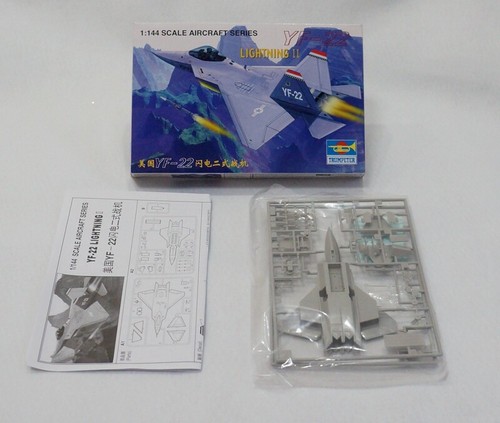 1:144 SCALE AIRCRAFT SERIES
YF-22
LIGHTNING II
YF-22
美国YF-22闪电二式战机
TRUMPETER
1:144 SCALE AIRCRAFT SERIES
YF-22 LIGHTNING II
美国YF-22闪电二式战机